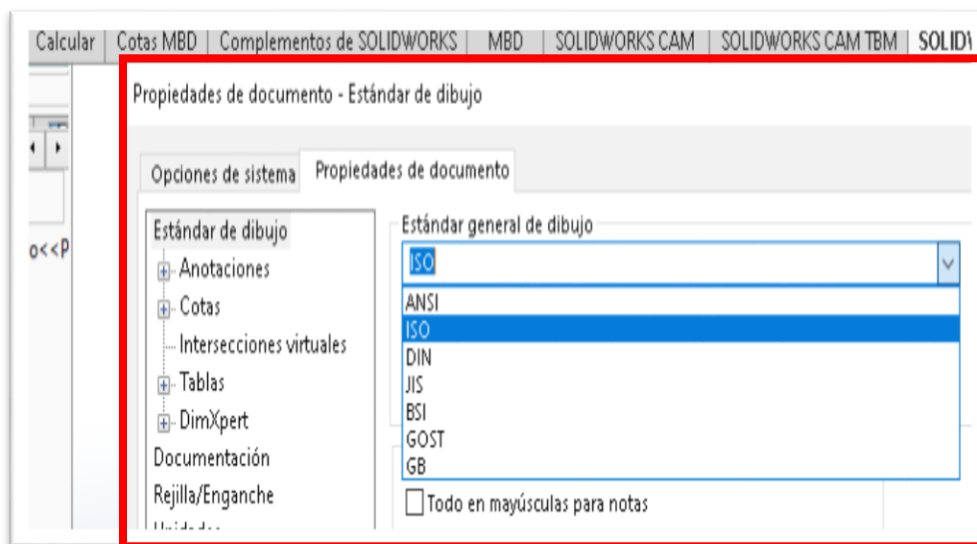 Calcular Cotas MBD Complementos de SOLIDWORKS MBD SOLIDWORKS CAM SOLIDWORKS CAM TBM
Propiedades de documento - Estándar de dibujo
Opciones de sistema Propiedades de documento
Estándar de dibujo
Anotaciones
Cotas
Intersecciones virtuales
Tablas
DimXpert
Documentación
Rejilla/Enganche
Estándar general de dibujo
ISO
ANSI
ISO
DIN
JIS
BSI
GOST
GB
Todo en mayúsculas para notas
o<<P